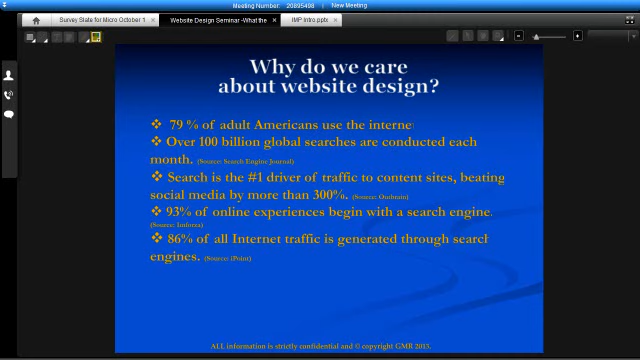 Meeting Number: 20895498 | New Meeting
Survey Slate for Micro October 1
Website Design Seminar -What the
IMP Intro.pptx
Why do we care
about website design?
❖ 79 % of adult Americans use the interne
❖ Over 100 billion global searches are conducted each
month. (Source: Search Engine Journal)
❖ Search is the #1 driver of traffic to content sites, beating
social media by more than 300%. (Source: Outbrain)
❖ 93% of online experiences begin with a search engine.
(Source: Imforza)
❖ 86% of all Internet traffic is generated through search
engines. (Source: iPoint)
ALL information is strictly confidential and © copyright GMR 2013.